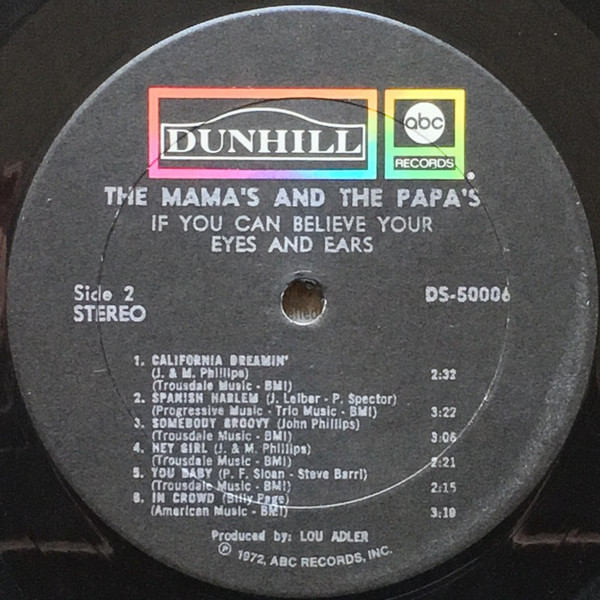 DUNHILL
abc
RECORDS
THE MAMA'S AND THE PAPA'S
IF YOU CAN BELIEVE YOUR
EYES AND EARS
Side 2
STEREO
DS-50006
1. CALIFORNIA DREAMIN'
(J. & M. Phillips)
(Trousdale Music - BMI) 2:32
2. SPANISH HARLEM (J. Leiber - P. Spector)
(Progressive Music - Trio Music - BMI) 3:22
3. SOMEBODY GROOVY (John Phillips)
(Trousdale Music - BMI) 3:06
4. HEY GIRL (J. & M. Phillips)
(Trousdale Music - BMI) 2:21
5. YOU BABY (P. F. Sloan - Steve Barri)
(Trousdale Music - BMI) 2:15
6. IN CROWD (Billy Page)
(American Music - BMI) 3:19
Produced by: LOU ADLER
℗ 1972, ABC RECORDS, INC.